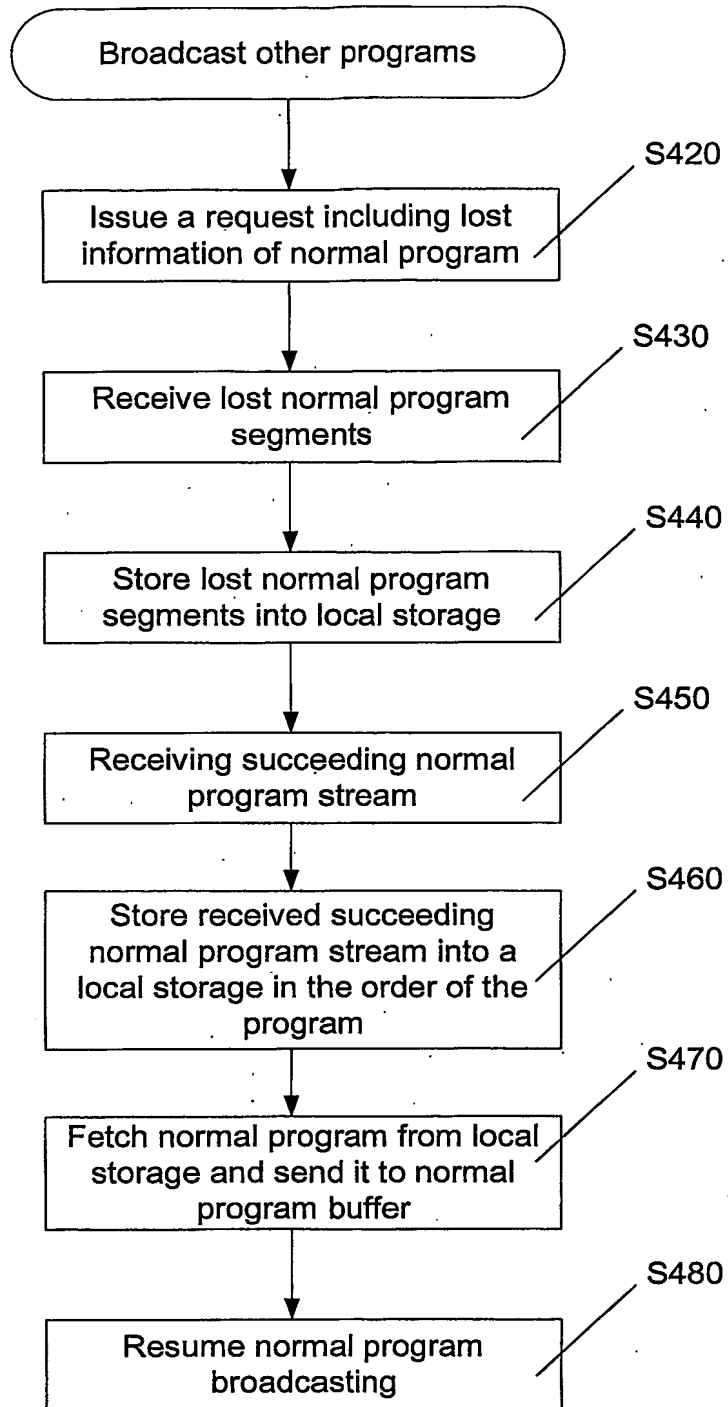 Broadcast other programs
S420
Issue a request including lost
information of normal program
S430
Receive lost normal program
segments
S440
Store lost normal program
segments into local storage
S450
Receiving succeeding normal
program stream
S460
Store received succeeding
normal program stream into a
local storage in the order of the
program
S470
Fetch normal program from local
storage and send it to normal
program buffer
S480
Resume normal program
broadcasting